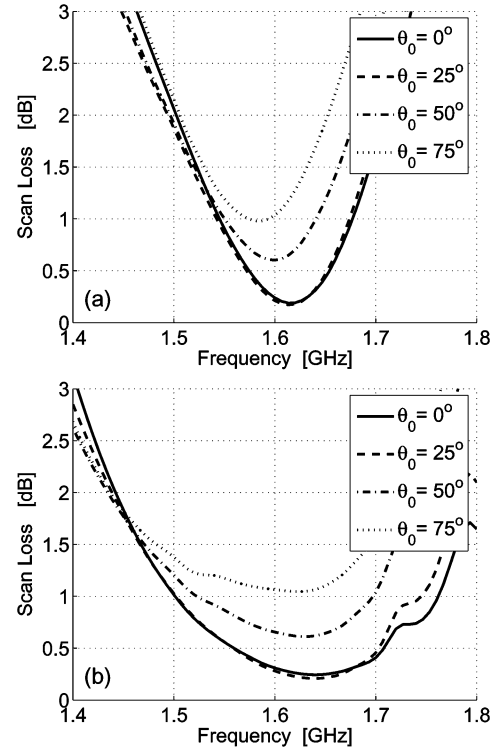 3
2.5
2
1.5
1
0.5
0
Scan Loss [dB]
(a)
θ0= 0o
θ0= 25o
θ0= 50o
θ0= 75o
1.4 1.5 1.6 1.7 1.8
Frequency [GHz]
3
2.5
2
1.5
1
0.5
0
Scan Loss [dB]
(b)
θ0= 0o
θ0= 25o
θ0= 50o
θ0= 75o
1.4 1.5 1.6 1.7 1.8
Frequency [GHz]